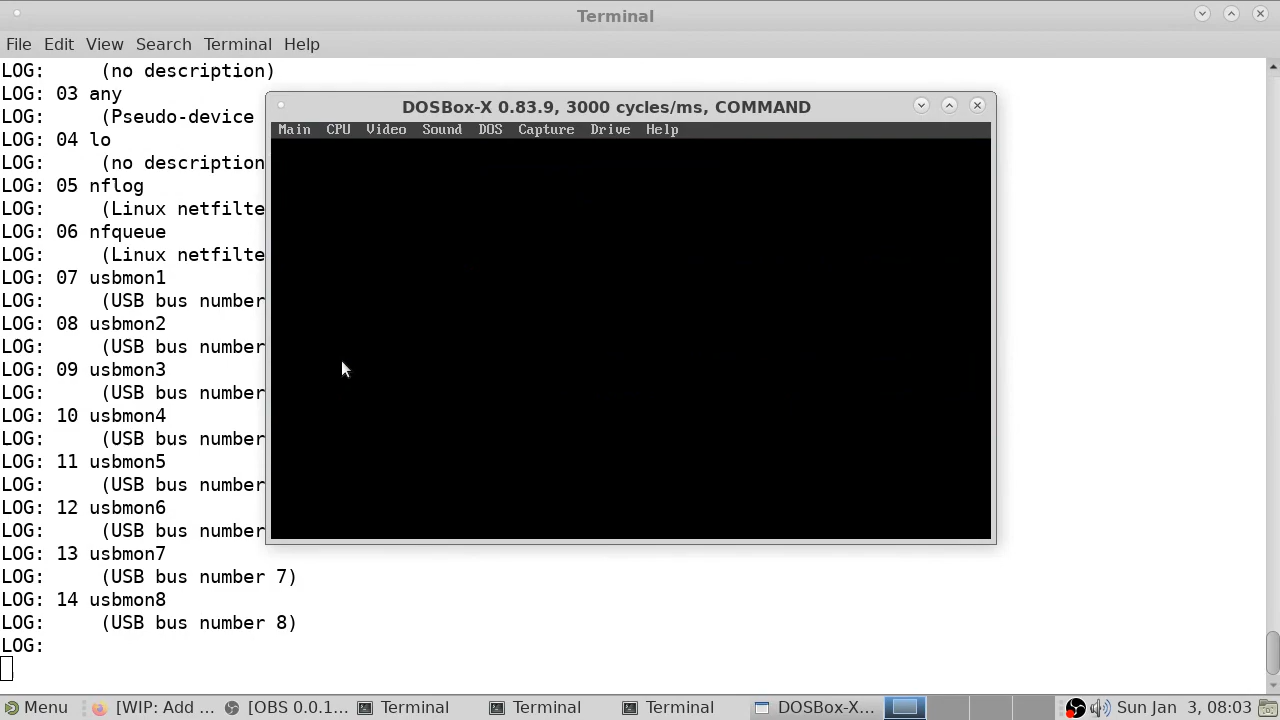 Terminal
File Edit View Search Terminal Help
LOG:     (no description)
LOG: 03 any
LOG:     (Pseudo-device
LOG: 04 lo
LOG:     (no description
LOG: 05 nflog
LOG:     (Linux netfilte
LOG: 06 nfqueue
LOG:     (Linux netfilte
LOG: 07 usbmon1
LOG:     (USB bus number
LOG: 08 usbmon2
LOG:     (USB bus number
LOG: 09 usbmon3
LOG:     (USB bus number
LOG: 10 usbmon4
LOG:     (USB bus number
LOG: 11 usbmon5
LOG:     (USB bus number
LOG: 12 usbmon6
LOG:     (USB bus number
LOG: 13 usbmon7
LOG:     (USB bus number 7)
LOG: 14 usbmon8
LOG:     (USB bus number 8)
LOG:
DOSBox-X 0.83.9, 3000 cycles/ms, COMMAND
Main CPU Video Sound DOS Capture Drive Help
Menu [WIP: Add ... [OBS 0.0.1... Terminal Terminal Terminal DOSBox-X... Sun Jan 3, 08:03